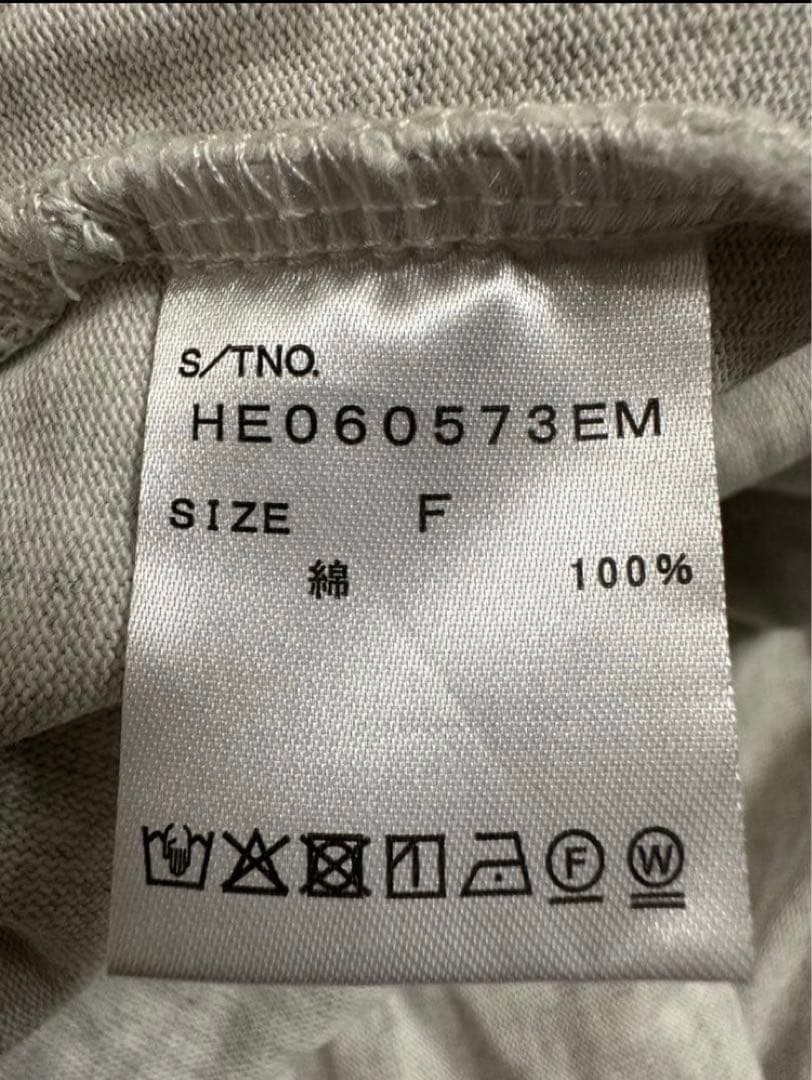 S/TNO.
HE060573EM
SIZE F
綿 100%
F W